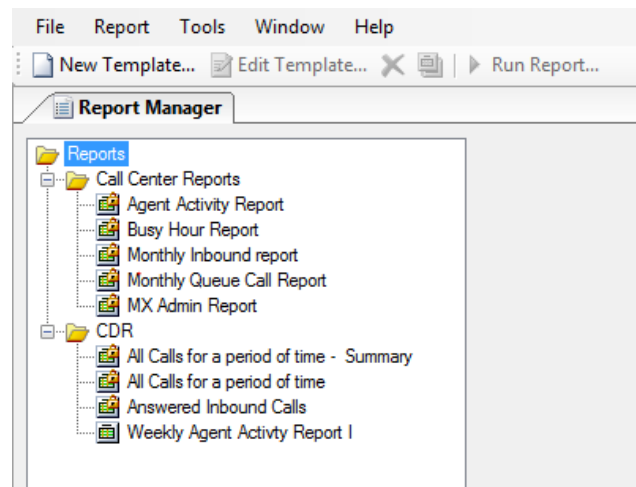 File Report Tools Window Help
New Template... Edit Template... Run Report...
Report Manager
Reports
Call Center Reports
Agent Activity Report
Busy Hour Report
Monthly Inbound report
Monthly Queue Call Report
MX Admin Report
CDR
All Calls for a period of time - Summary
All Calls for a period of time
Answered Inbound Calls
Weekly Agent Activty Report I